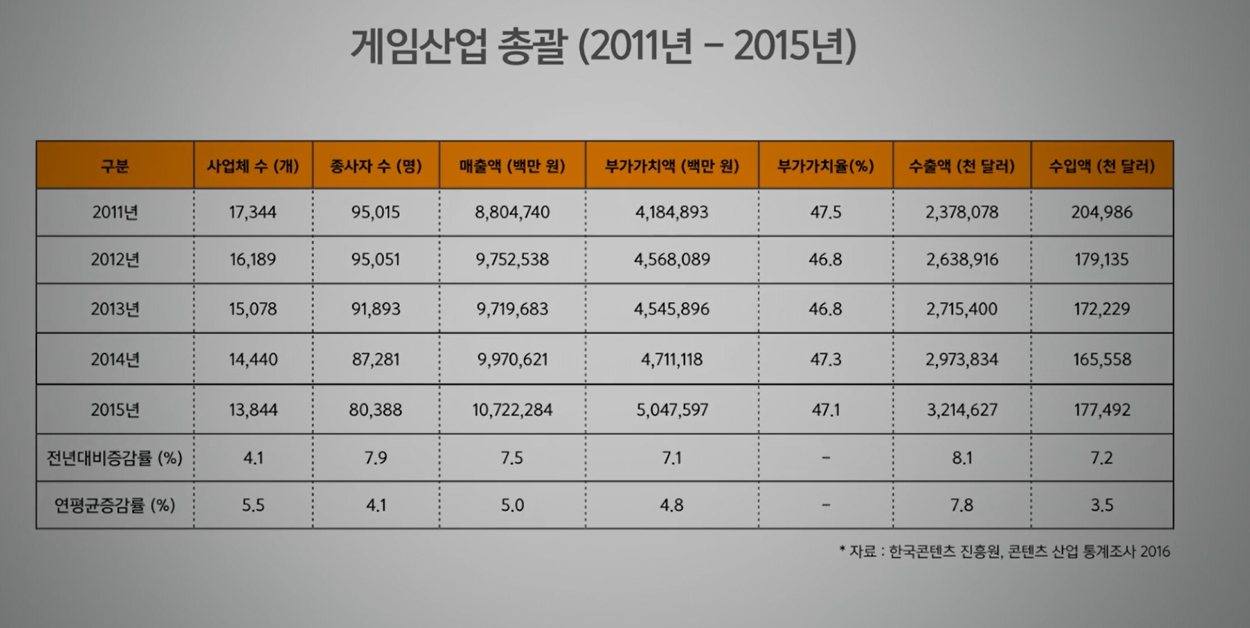 게임산업 총괄 (2011년 – 2015년)
구분 사업체 수 (개) 종사자 수 (명) 매출액 (백만 원) 부가가치액 (백만 원) 부가가치율(%) 수출액 (천 달러) 수입액 (천 달러)
2011년 17,344 95,015 8,804,740 4,184,893 47.5 2,378,078 204,986
2012년 16,189 95,051 9,752,538 4,568,089 46.8 2,638,916 179,135
2013년 15,078 91,893 9,719,683 4,545,896 46.8 2,715,400 172,229
2014년 14,440 87,281 9,970,621 4,711,118 47.3 2,973,834 165,558
2015년 13,844 80,388 10,722,284 5,047,597 47.1 3,214,627 177,492
전년대비증감률 (%) 4.1 7.9 7.5 7.1 – 8.1 7.2
연평균증감률 (%) 5.5 4.1 5.0 4.8 – 7.8 3.5
* 자료 : 한국콘텐츠 진흥원, 콘텐츠 산업 통계조사 2016